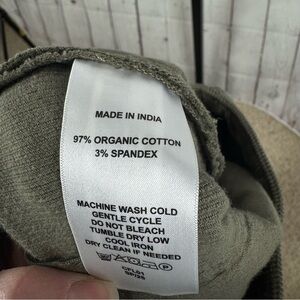 MADE IN INDIA
97% ORGANIC COTTON
3% SPANDEX
MACHINE WASH COLD
GENTLE CYCLE
DO NOT BLEACH
TUMBLE DRY LOW
COOL IRON
DRY CLEAN IF NEEDED